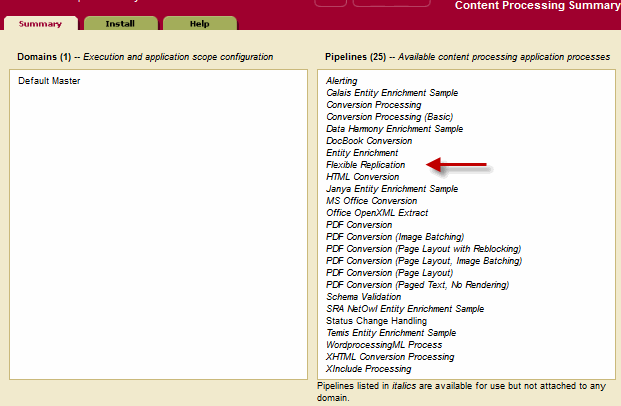 Content Processing Summary
Summary
Install
Help
Domains (1) -- Execution and application scope configuration
Default Master
Pipelines (25) -- Available content processing application processes
Alerting
Calais Entity Enrichment Sample
Conversion Processing
Conversion Processing (Basic)
Data Harmony Enrichment Sample
DocBook Conversion
Entity Enrichment
Flexible Replication
HTML Conversion
Janya Entity Enrichment Sample
MS Office Conversion
Office OpenXML Extract
PDF Conversion
PDF Conversion (Image Batching)
PDF Conversion (Page Layout with Reblocking)
PDF Conversion (Page Layout, Image Batching)
PDF Conversion (Page Layout)
PDF Conversion (Paged Text, No Rendering)
Schema Validation
SRA NetOwl Entity Enrichment Sample
Status Change Handling
Temis Entity Enrichment Sample
WordprocessingML Process
XHTML Conversion Processing
XInclude Processing
Pipelines listed in italics are available for use but not attached to any
domain.